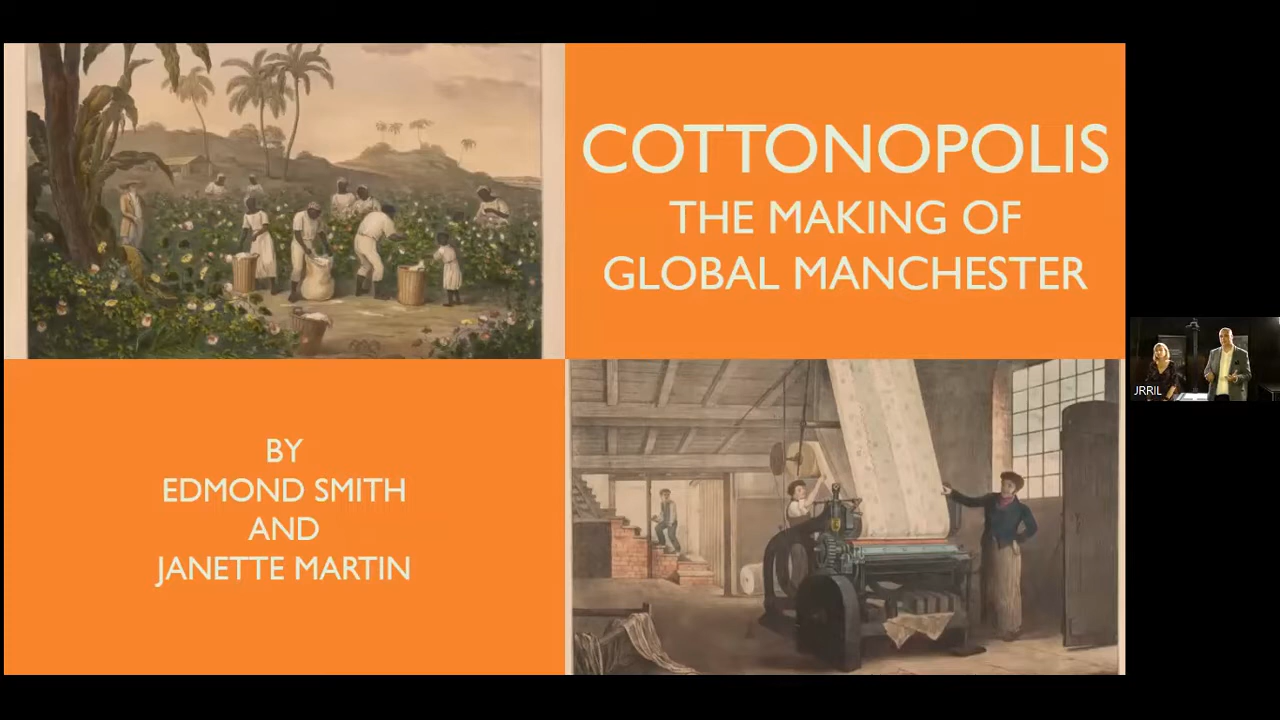 COTTONOPOLIS
THE MAKING OF
GLOBAL MANCHESTER
BY
EDMOND SMITH
AND
JANETTE MARTIN
JRRIL